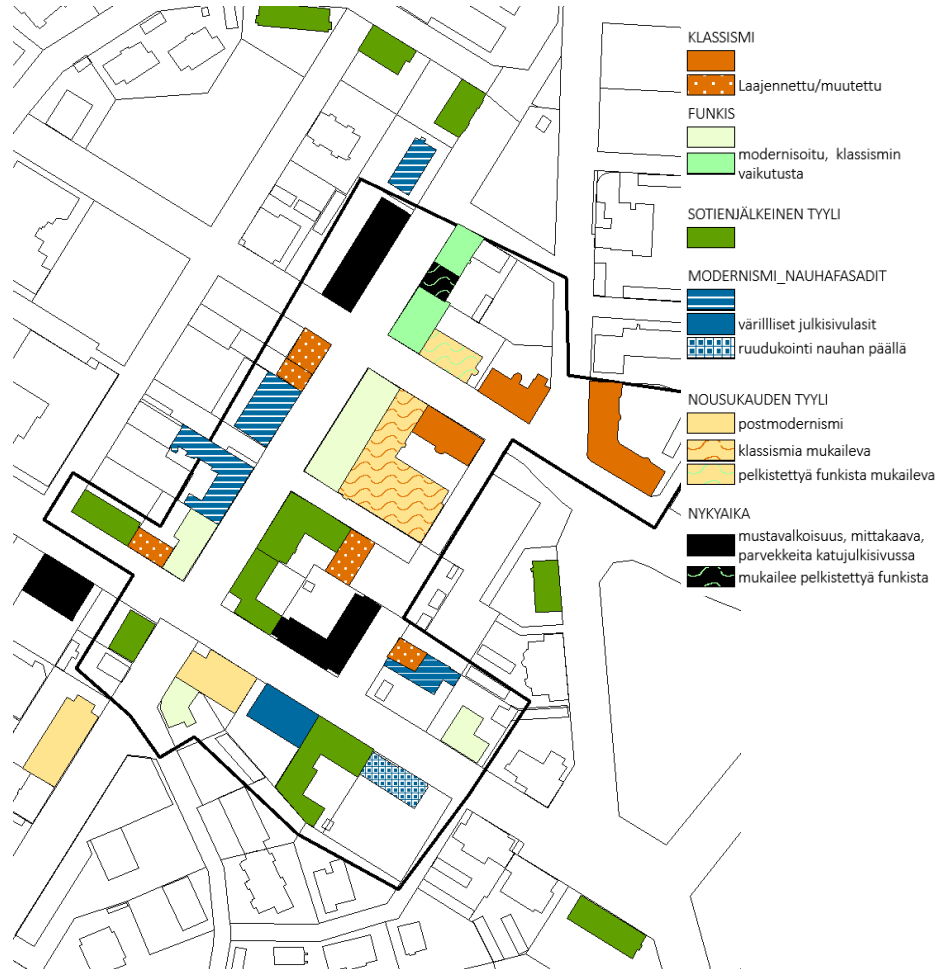 KLASSISMI
Laajennettu/muutettu
FUNKIS
modernisoitu, klassismin
vaikutusta
SOTIENJÄLKEINEN TYYLI
MODERNISMI_NAUHAFASADIT
värillliset julkisivulasit
ruudukointi nauhan päällä
NOUSUKAUDEN TYYLI
postmodernismi
klassismia mukaileva
pelkistettyä funkista mukaileva
NYKYAIKA
mustavalkoisuus, mittakaava,
parvekkeita katujulkisivussa
mukailee pelkistettyä funkista